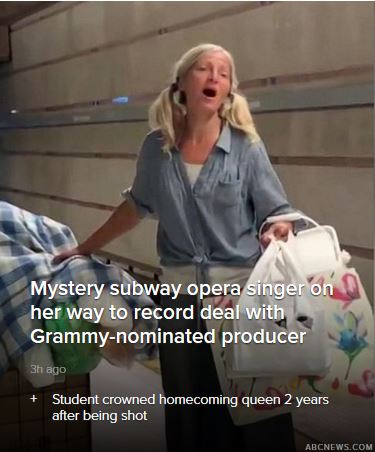 Mystery subway opera singer on
her way to record deal with
Grammy-nominated producer
3h ago
+ Student crowned homecoming queen 2 years
after being shot
ABCNEWS.COM